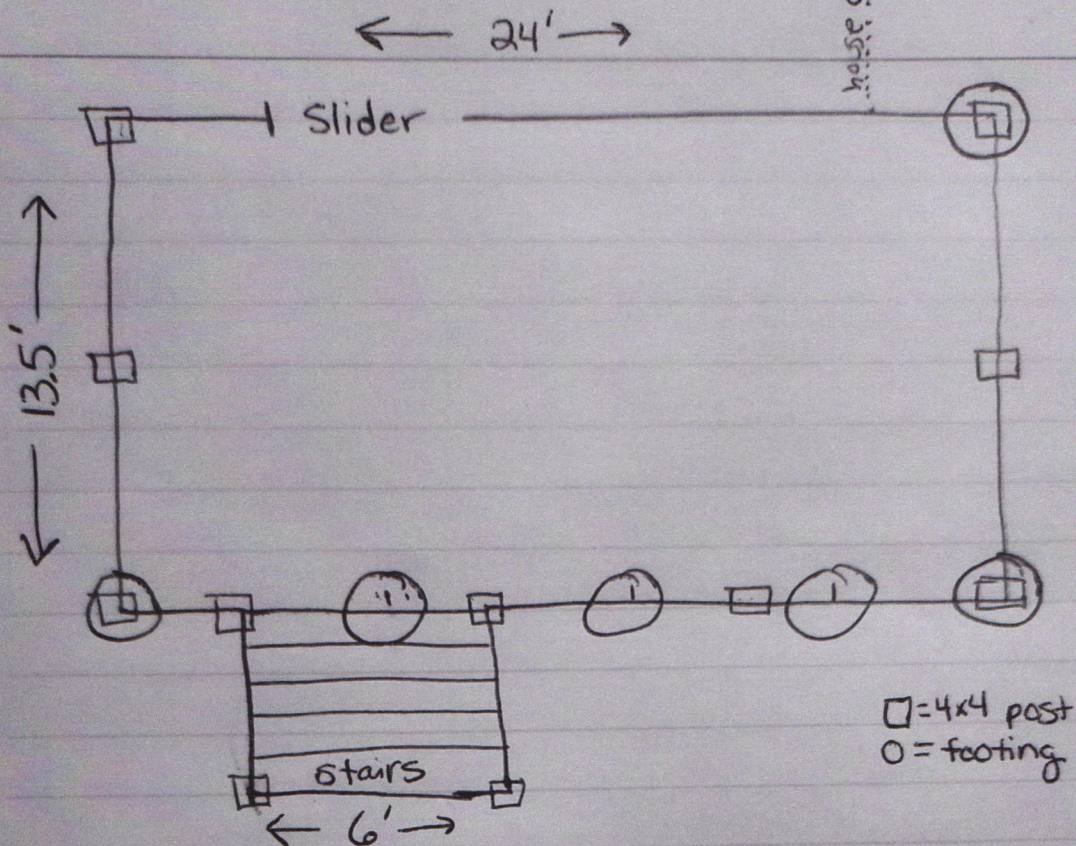 24'
house
Slider
13.5'
□=4x4 post
O = footing
stairs
6'